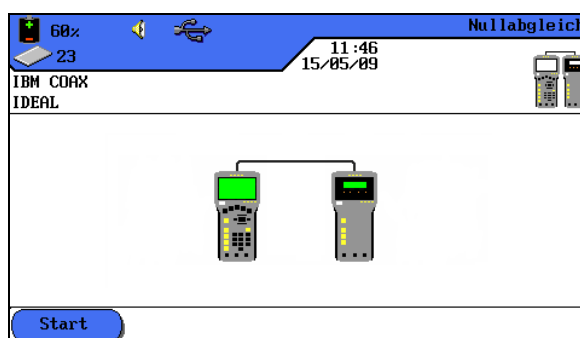 60% Nullabgleich
23
11:46
15/05/09
IBM COAX
IDEAL
Start